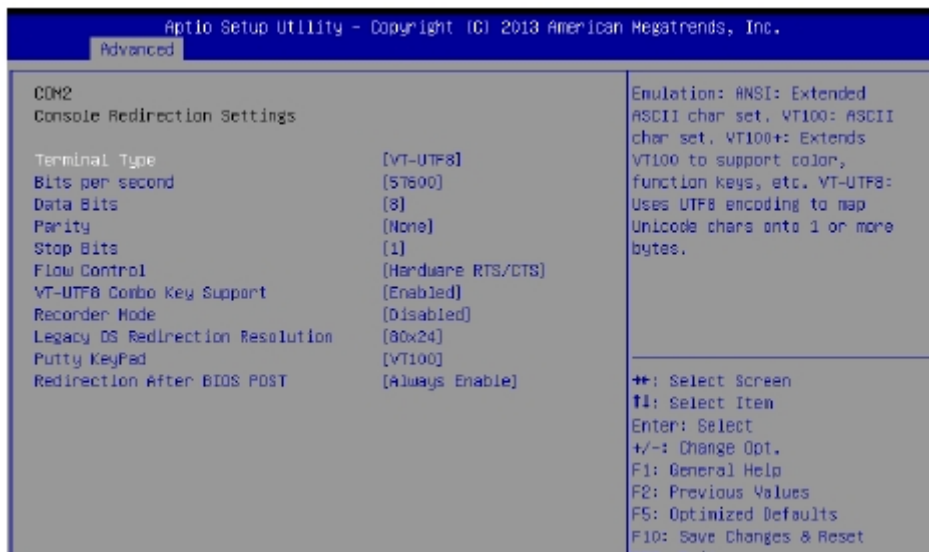 Aptio Setup Utility - Copyright (C) 2013 American Megatrends, Inc.
Advanced
COM2
Console Redirection Settings
Terminal Type [VT-UTF8]
Bits per second [57600]
Data Bits [8]
Parity [None]
Stop Bits [1]
Flow Control [Hardware RTS/CTS]
VT-UTF8 Combo Key Support [Enabled]
Recorder Mode [Disabled]
Legacy OS Redirection Resolution [80x24]
Putty KeyPad [VT100]
Redirection After BIOS POST [Always Enable]
Emulation: ANSI: Extended
ASCII char set. VT100: ASCII
char set. VT100+: Extends
VT100 to support color,
function keys, etc. VT-UTF8:
Uses UTF8 encoding to map
Unicode chars onto 1 or more
bytes.
→←: Select Screen
↑↓: Select Item
Enter: Select
+/-: Change Opt.
F1: General Help
F2: Previous Values
F5: Optimized Defaults
F10: Save Changes & Reset